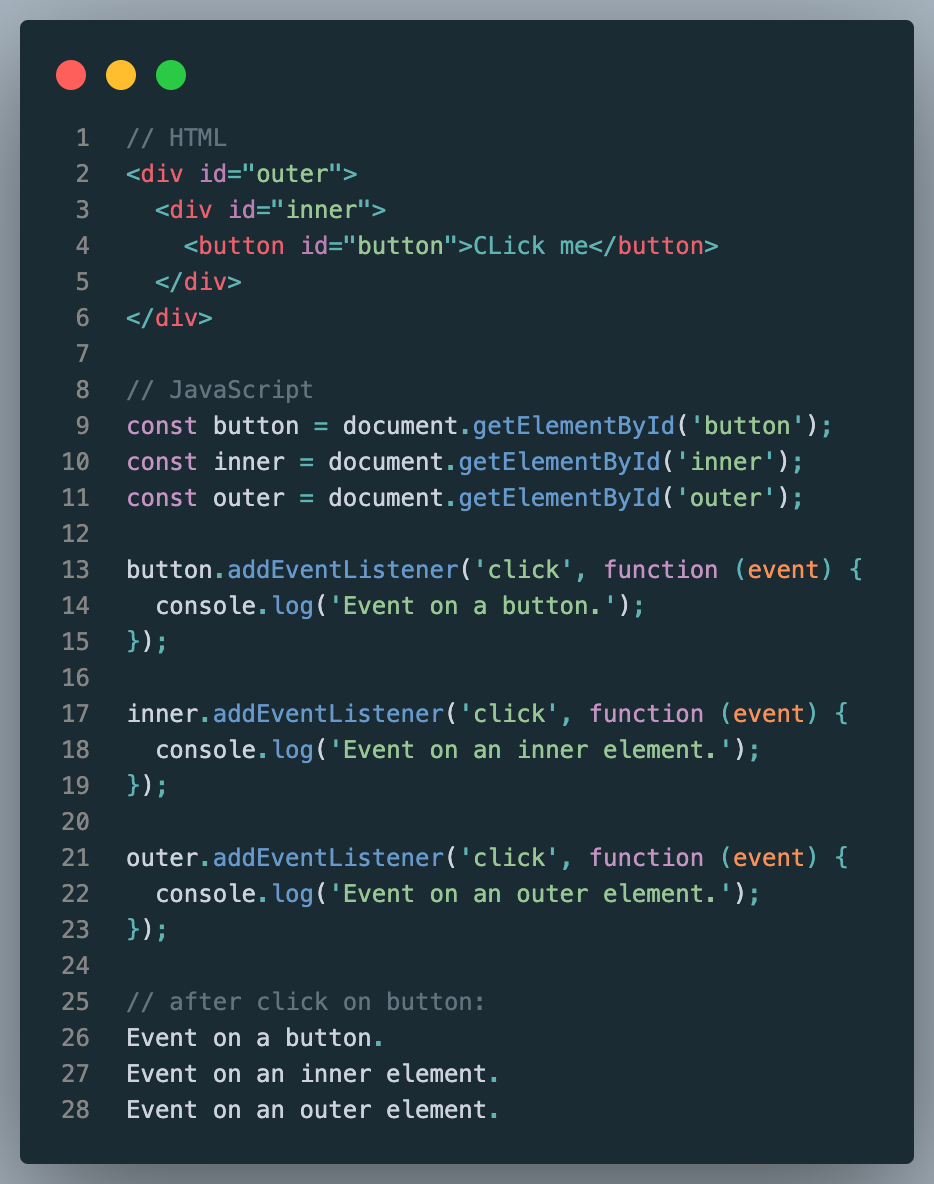 1 // HTML
2 <div id="outer">
3   <div id="inner">
4     <button id="button">CLick me</button>
5   </div>
6 </div>
7
8 // JavaScript
9 const button = document.getElementById('button');
10 const inner = document.getElementById('inner');
11 const outer = document.getElementById('outer');
12
13 button.addEventListener('click', function (event) {
14   console.log('Event on a button.');
15 });
16
17 inner.addEventListener('click', function (event) {
18   console.log('Event on an inner element.');
19 });
20
21 outer.addEventListener('click', function (event) {
22   console.log('Event on an outer element.');
23 });
24
25 // after click on button:
26 Event on a button.
27 Event on an inner element.
28 Event on an outer element.